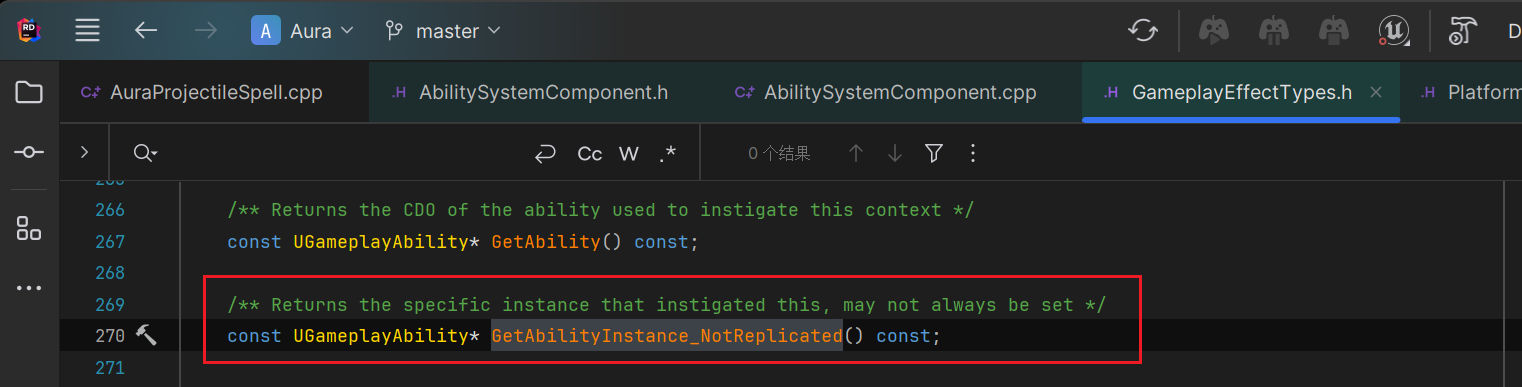 RD
A Aura master D
C+ AuraProjectileSpell.cpp .H AbilitySystemComponent.h C+ AbilitySystemComponent.cpp .H GameplayEffectTypes.h × .H Platform
Cc W .* 0 个结果
266 /** Returns the CDO of the ability used to instigate this context */
267 const UGameplayAbility* GetAbility() const;
268
269 /** Returns the specific instance that instigated this, may not always be set */
270 const UGameplayAbility* GetAbilityInstance_NotReplicated() const;
271